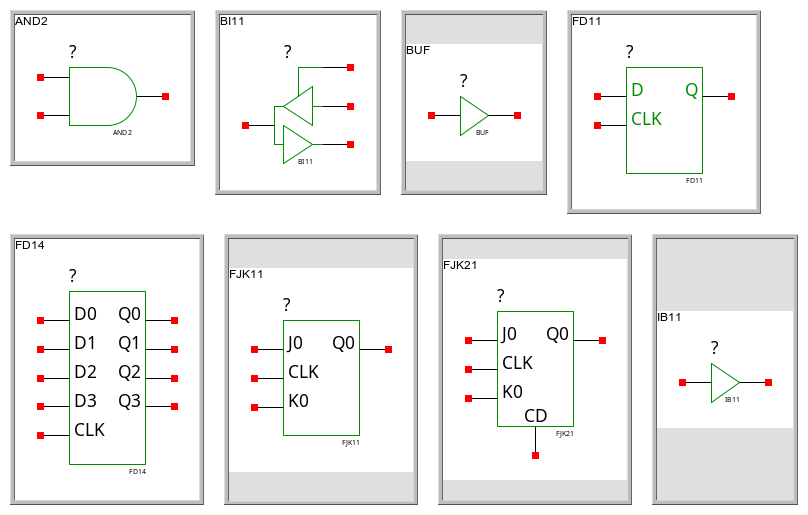 AND2
?
AND2
BI11
?
BI11
BUF
?
BUF
FD11
?
D Q
CLK
FD11
FD14
?
D0 Q0
D1 Q1
D2 Q2
D3 Q3
CLK
FD14
FJK11
?
J0 Q0
CLK
K0
FJK11
FJK21
?
J0 Q0
CLK
K0
CD
FJK21
IB11
?
IB11